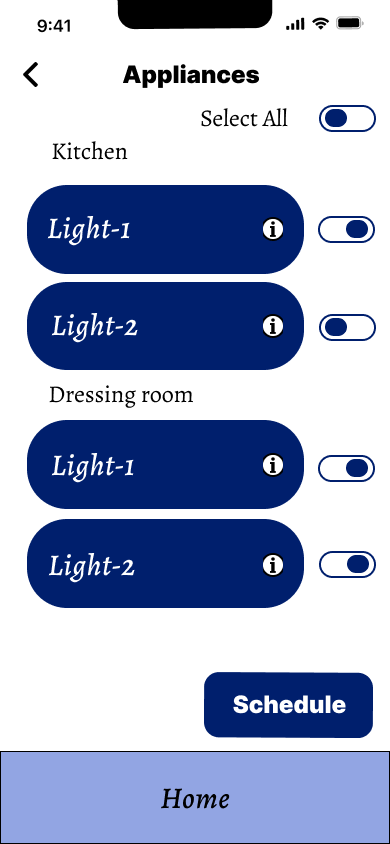 9:41
Appliances
Select All
Kitchen
Light-1
Light-2
Dressing room
Light-1
Light-2
Schedule
Home